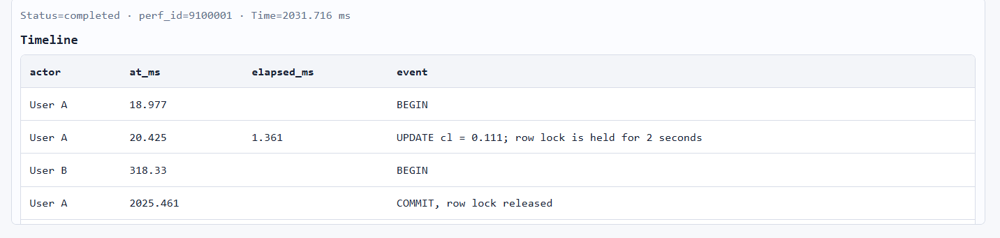 Status=completed · perf_id=9100001 · Time=2031.716 ms
Timeline
actor at_ms elapsed_ms event
User A 18.977 BEGIN
User A 20.425 1.361 UPDATE cl = 0.111; row lock is held for 2 seconds
User B 318.33 BEGIN
User A 2025.461 COMMIT, row lock released